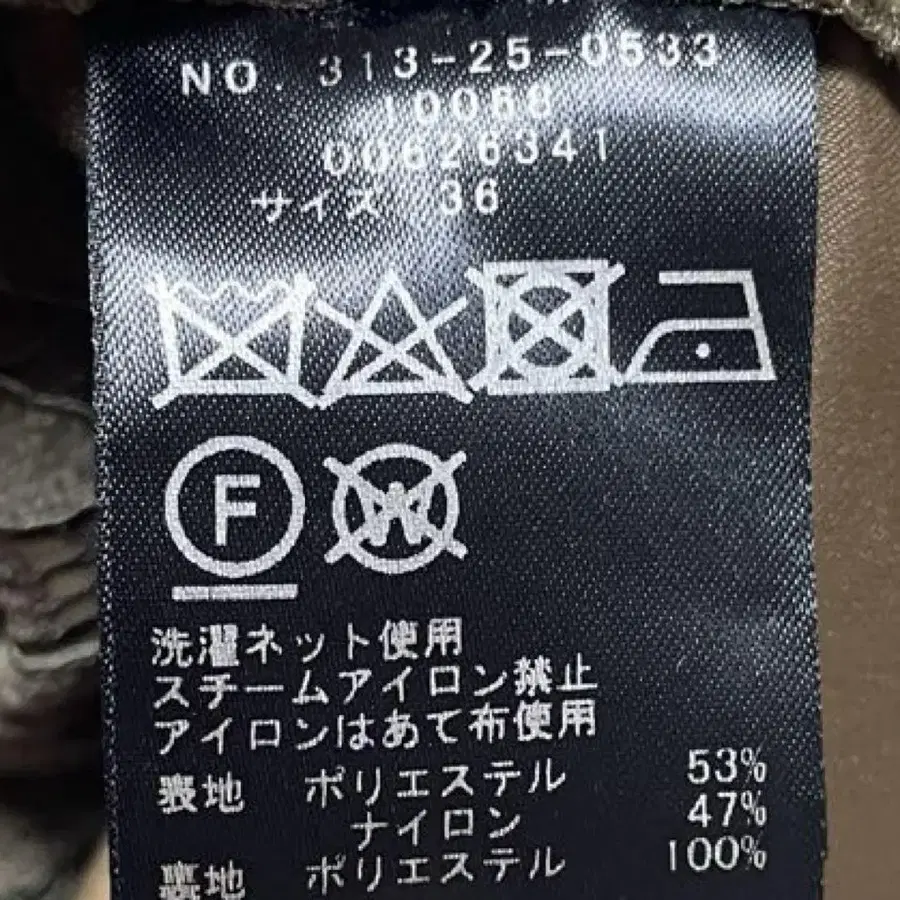 NO. 313-25-0533
10068
00626341
サイズ 36
F
W
洗濯ネット使用
スチームアイロン禁止
アイロンはあて布使用
表地 ポリエステル 53%
ナイロン 47%
裏地 ポリエステル 100%